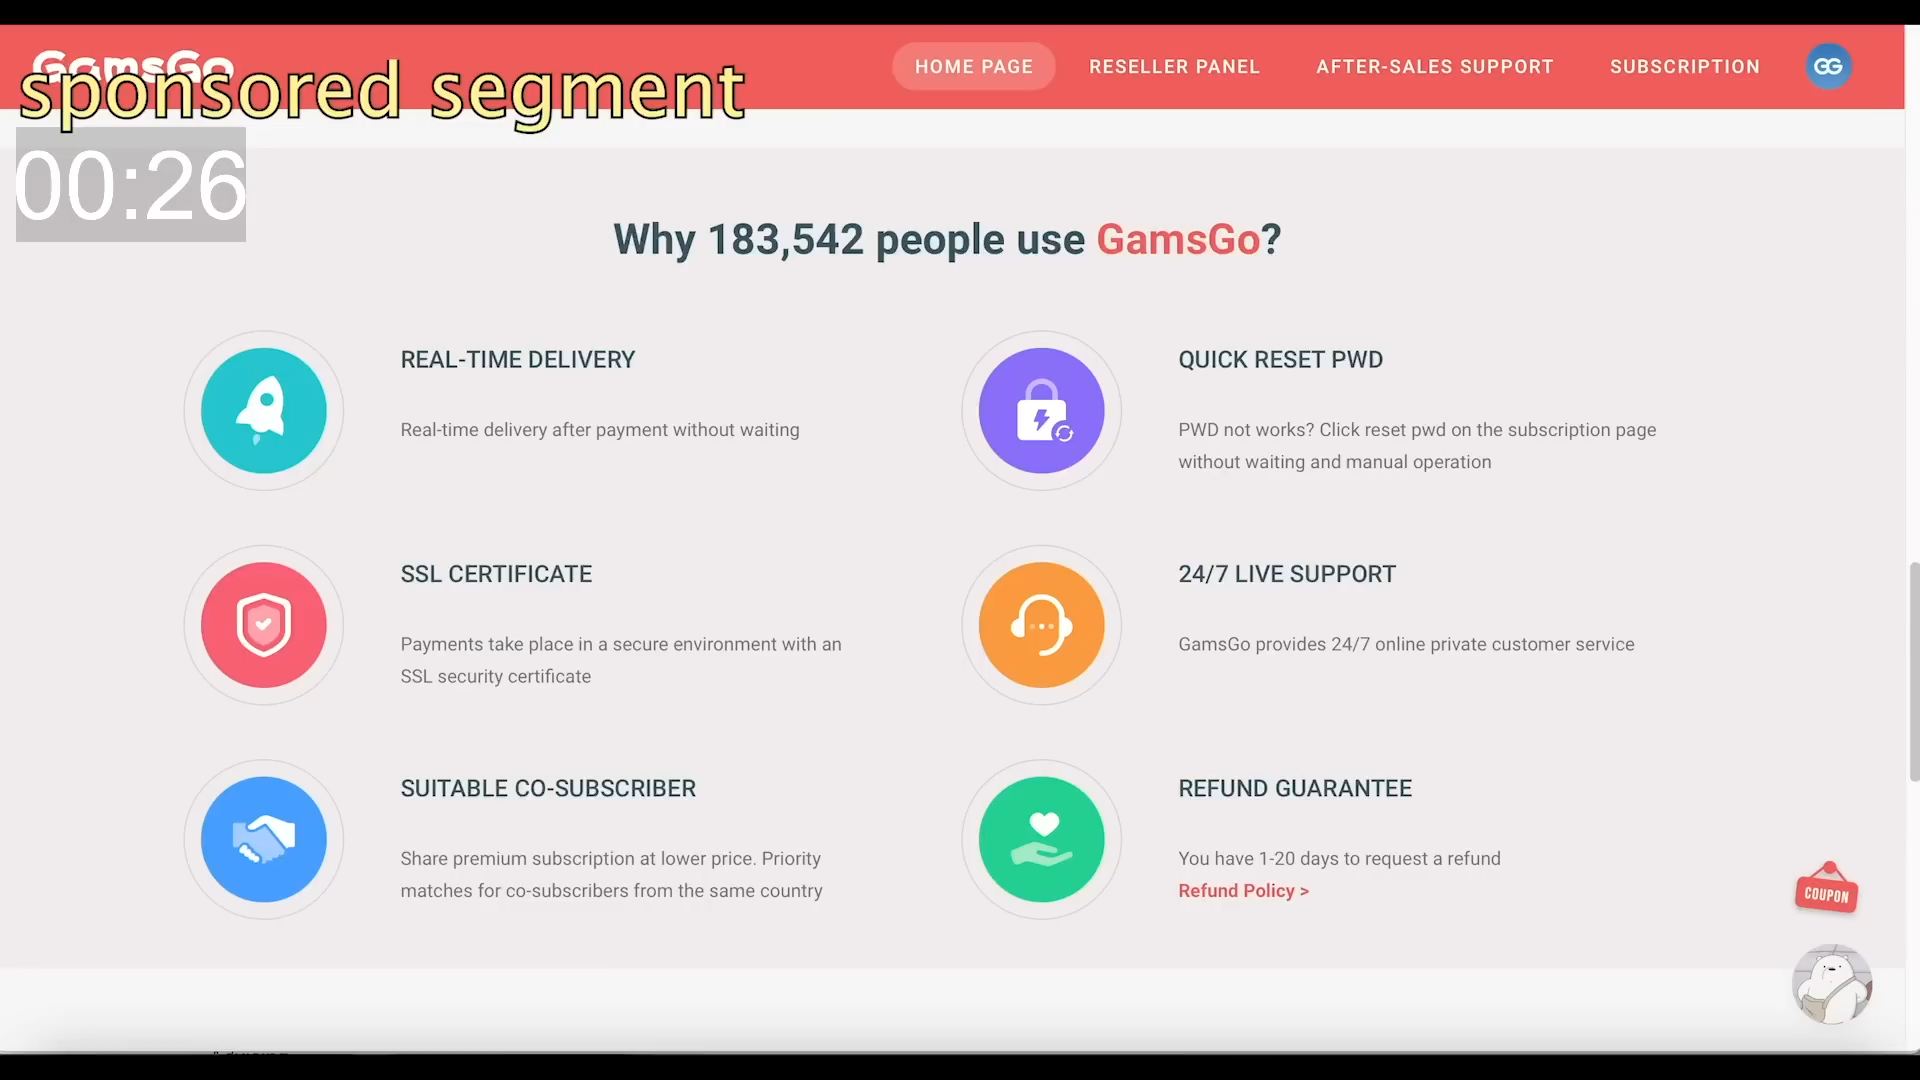 GamsGo
sponsored segment
HOME PAGE
RESELLER PANEL
AFTER-SALES SUPPORT
SUBSCRIPTION
GG
00:26
Why 183,542 people use GamsGo?
REAL-TIME DELIVERY
Real-time delivery after payment without waiting
QUICK RESET PWD
PWD not works? Click reset pwd on the subscription page
without waiting and manual operation
SSL CERTIFICATE
Payments take place in a secure environment with an
SSL security certificate
24/7 LIVE SUPPORT
GamsGo provides 24/7 online private customer service
SUITABLE CO-SUBSCRIBER
Share premium subscription at lower price. Priority
matches for co-subscribers from the same country
REFUND GUARANTEE
You have 1-20 days to request a refund
Refund Policy >
COUPON